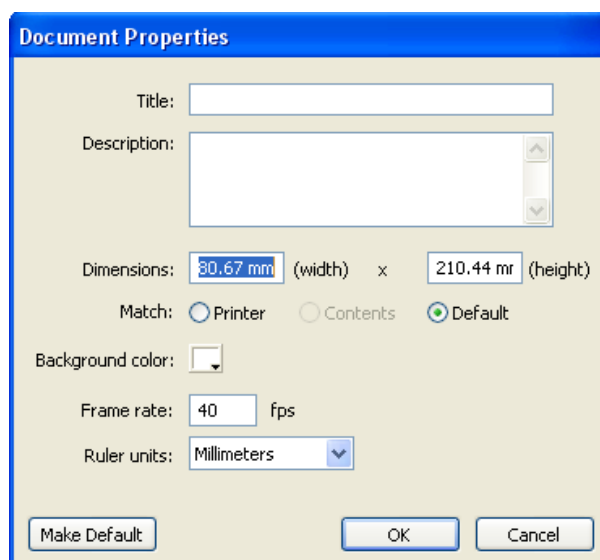 Document Properties
Title:
Description:
Dimensions: 80.67 mm (width) x 210.44 mr (height)
Match: Printer Contents Default
Background color:
Frame rate: 40 fps
Ruler units: Millimeters
Make Default OK Cancel